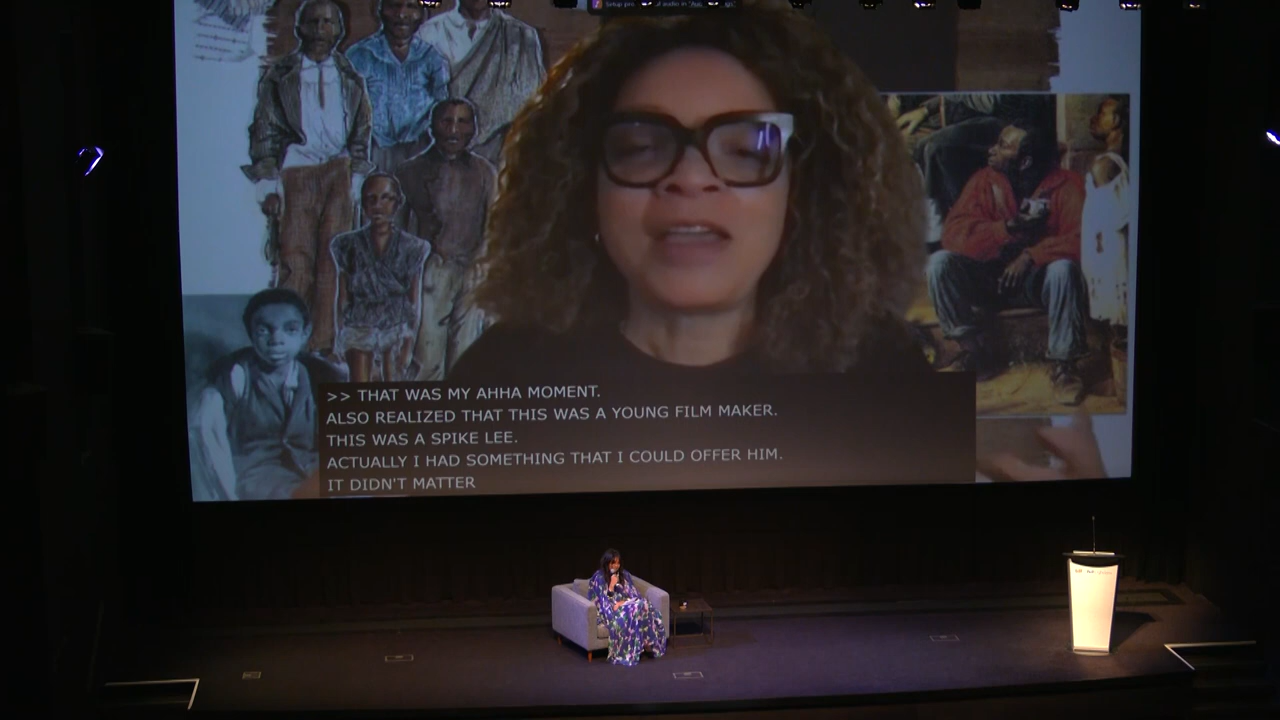 >> THAT WAS MY AHHA MOMENT.
ALSO REALIZED THAT THIS WAS A YOUNG FILM MAKER.
THIS WAS A SPIKE LEE.
ACTUALLY I HAD SOMETHING THAT I COULD OFFER HIM.
IT DIDN'T MATTER